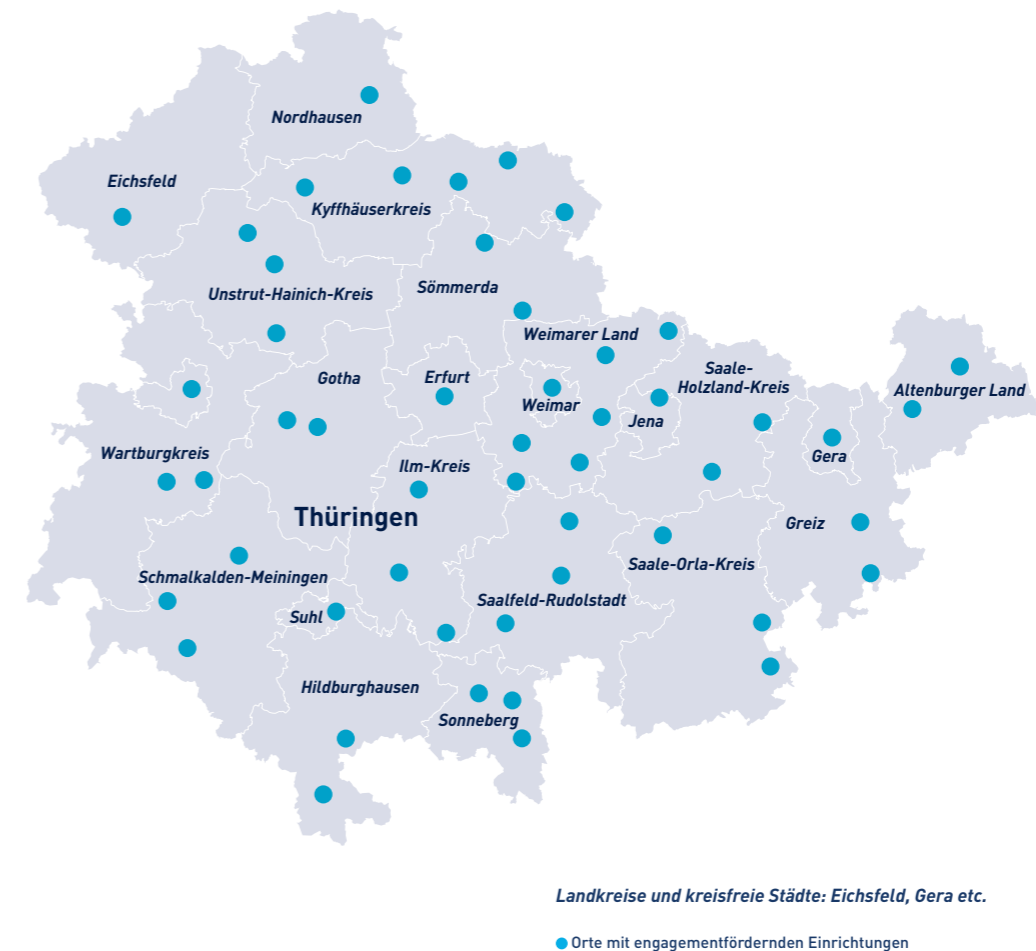 Nordhausen
Eichsfeld
Kyffhäuserkreis
Unstrut-Hainich-Kreis
Sömmerda
Weimarer Land
Saale-
Holzland-Kreis
Gotha
Erfurt
Weimar
Jena
Altenburger Land
Wartburgkreis
Ilm-Kreis
Gera
Thüringen
Greiz
Schmalkalden-Meiningen
Saale-Orla-Kreis
Suhl
Saalfeld-Rudolstadt
Hildburghausen
Sonneberg
Landkreise und kreisfreie Städte: Eichsfeld, Gera etc.
Orte mit engagementfördernden Einrichtungen